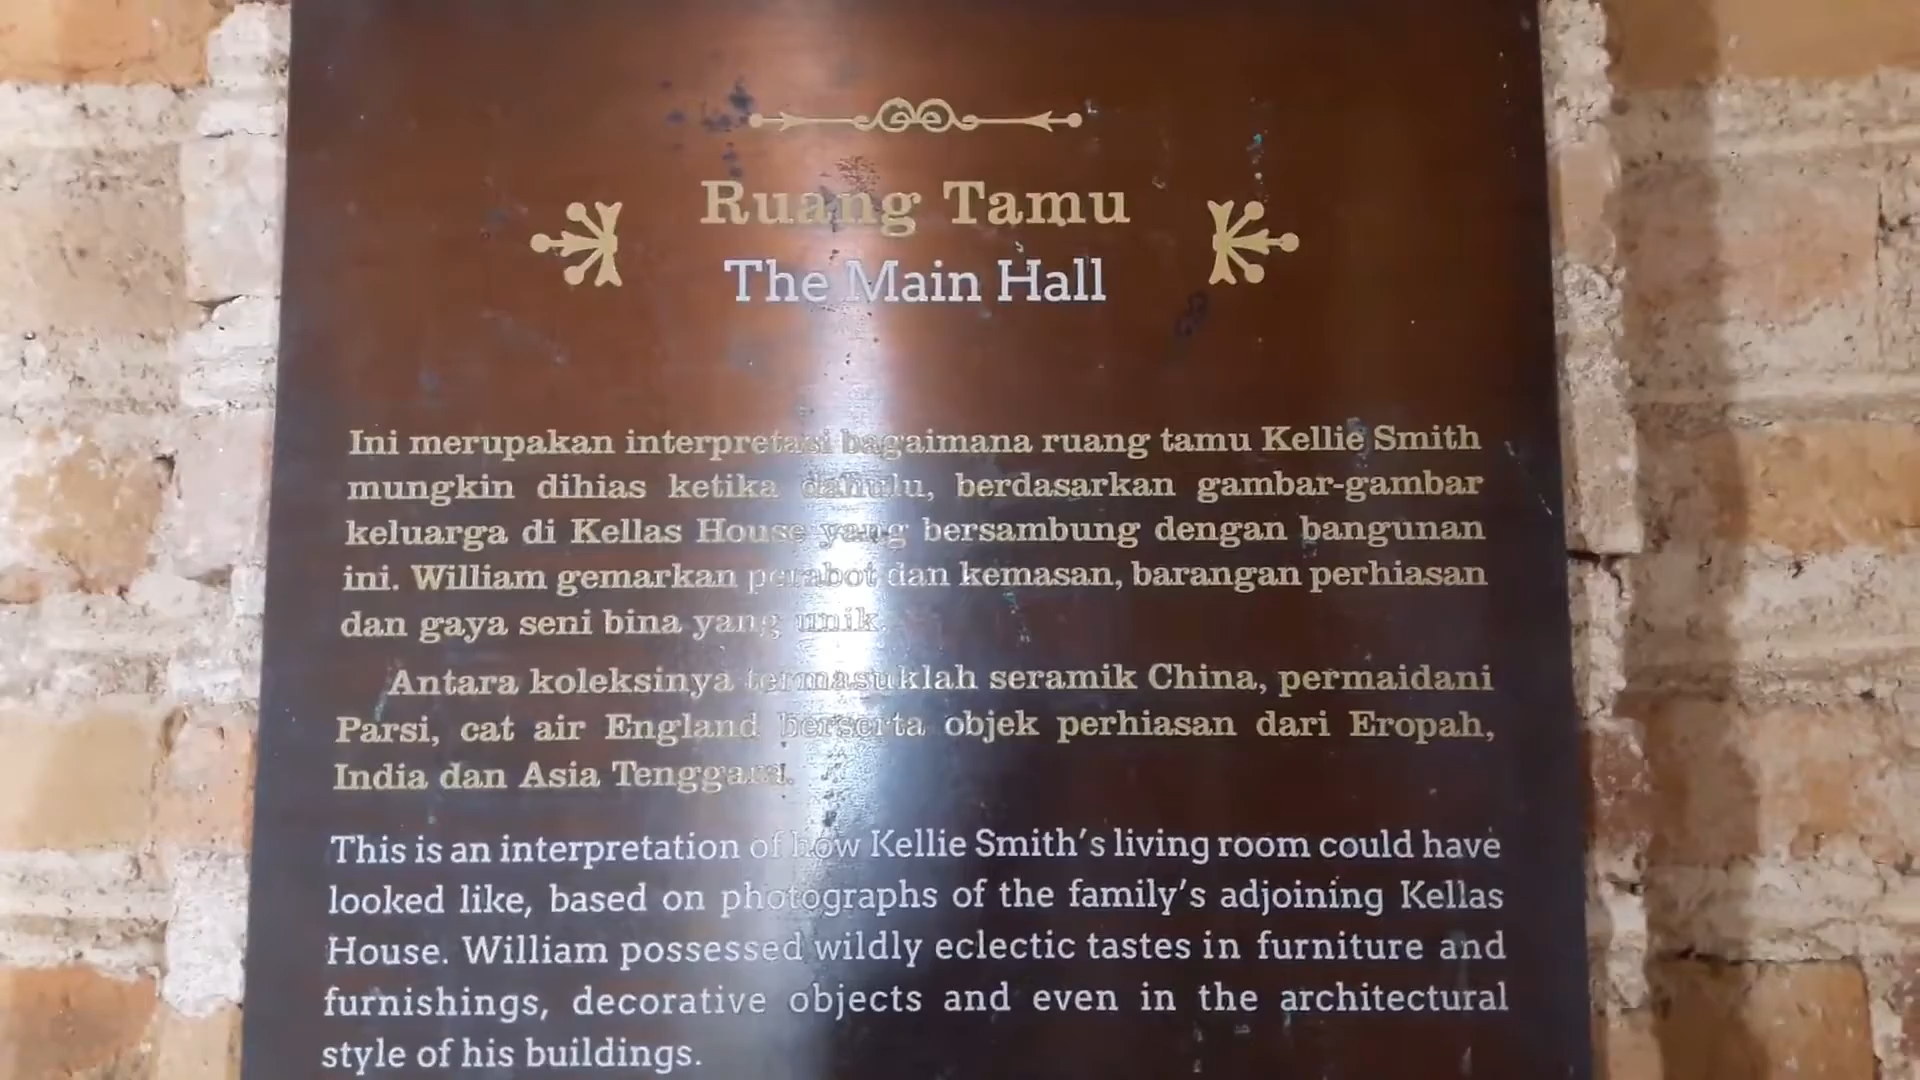 Ruang Tamu
The Main Hall
Ini merupakan interpretasi bagaimana ruang tamu Kellie Smith
mungkin dihias ketika dahulu, berdasarkan gambar-gambar
keluarga di Kellas House yang bersambung dengan bangunan
ini. William gemarkan perabot dan kemasan, barangan perhiasan
dan gaya seni bina yang unik.
Antara koleksinya termasuklah seramik China, permaidani
Parsi, cat air England berserta objek perhiasan dari Eropah,
India dan Asia Tenggara.
This is an interpretation of how Kellie Smith's living room could have
looked like, based on photographs of the family's adjoining Kellas
House. William possessed wildly eclectic tastes in furniture and
furnishings, decorative objects and even in the architectural
style of his buildings.